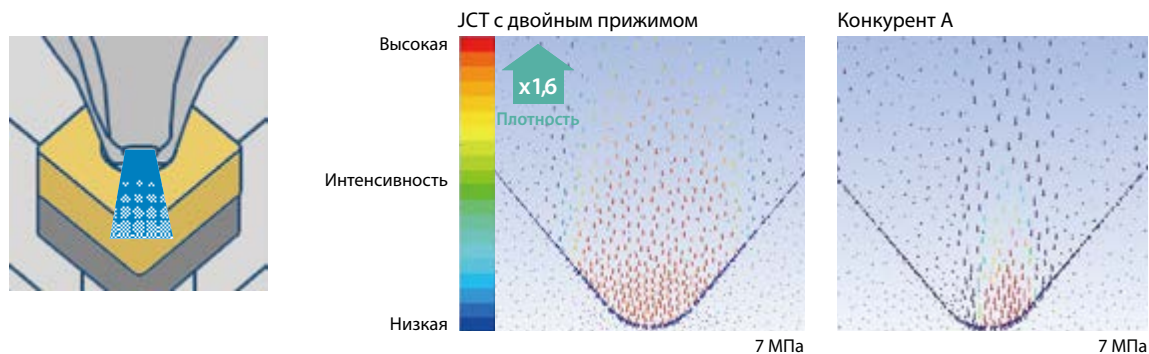 JCT с двойным прижимом
Конкурент А
Высокая
x1,6
Плотность
Интенсивность
Низкая
7 МПа
7 МПа